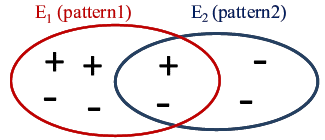 E₁ (pattern1) E₂ (pattern2)
+ + + -
- - - -